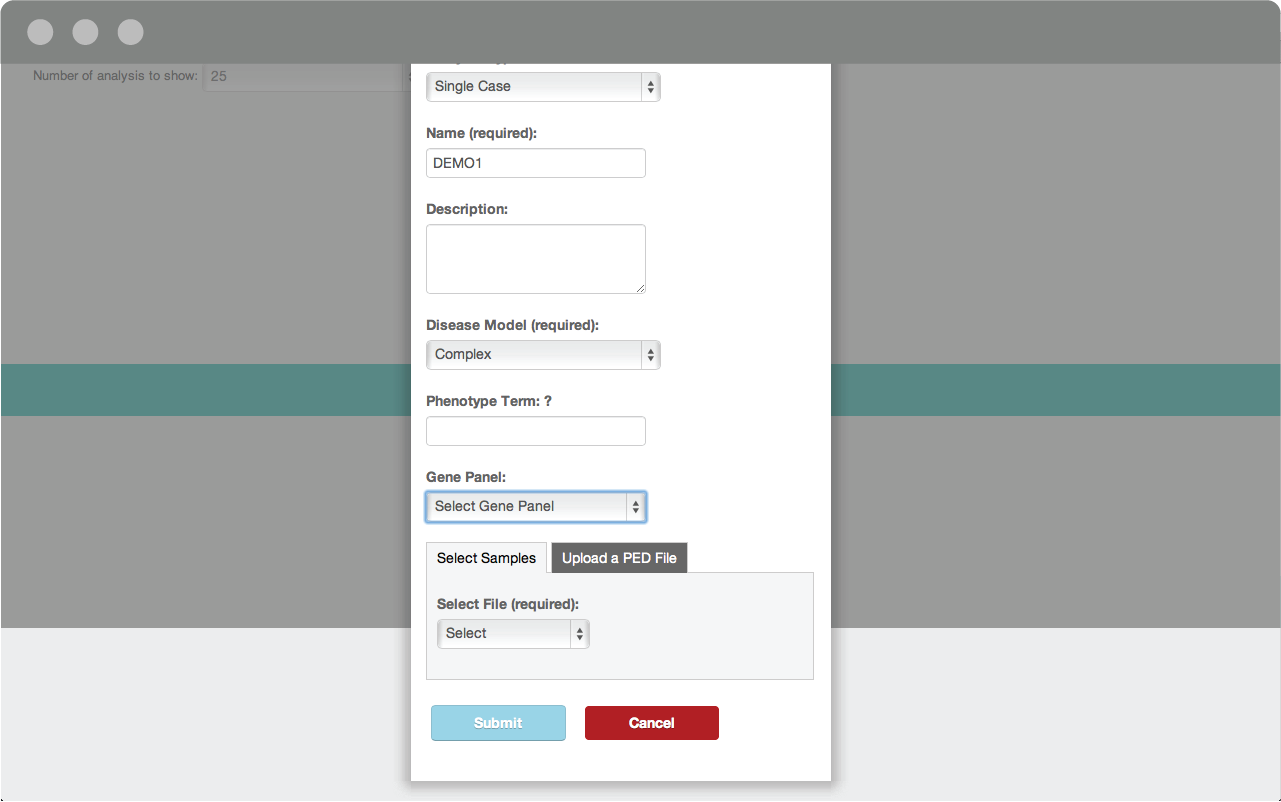 Number of analysis to show: 25
Single Case
Name (required):
DEMO1
Description:
Disease Model (required):
Complex
Phenotype Term: ?
Gene Panel:
Select Gene Panel
Select Samples Upload a PED File
Select File (required):
Select
Submit Cancel